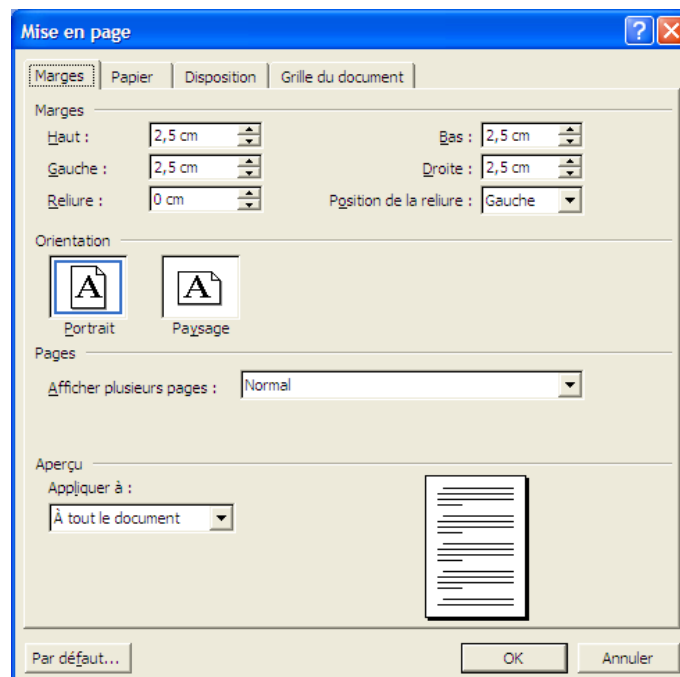 Mise en page
Marges Papier Disposition Grille du document
Marges
Haut : 2,5 cm Bas : 2,5 cm
Gauche : 2,5 cm Droite : 2,5 cm
Reliure : 0 cm Position de la reliure : Gauche
Orientation
A A
Portrait Paysage
Pages
Afficher plusieurs pages : Normal
Aperçu
Appliquer à :
À tout le document
Par défaut... OK Annuler